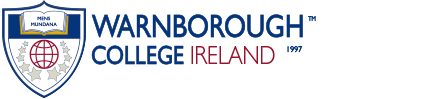 MENS
MUNDANA
WARNBOROUGH™
COLLEGE IRELAND 1997